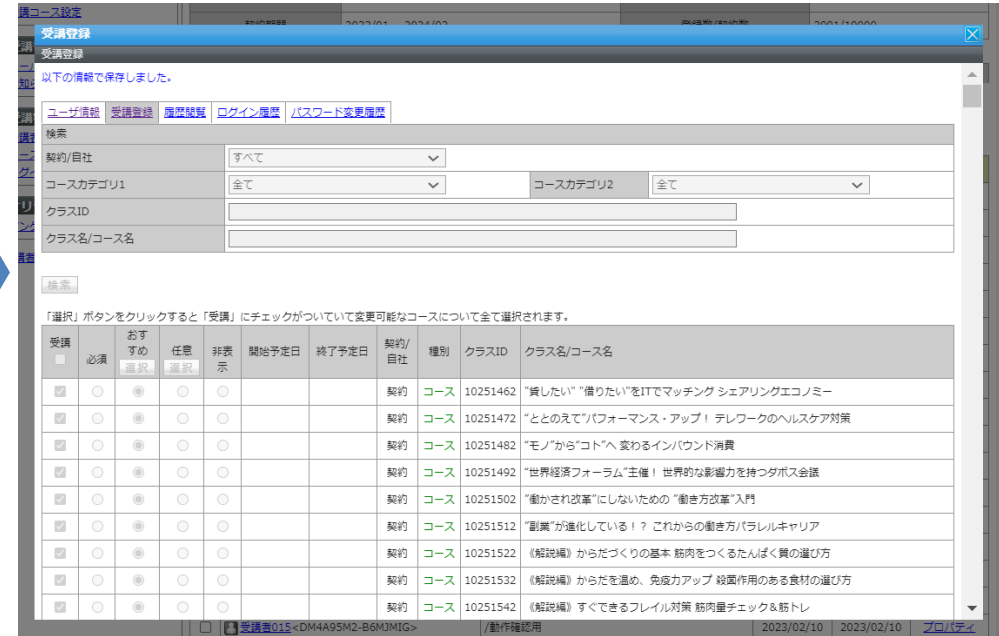 講コース設定
契約期間 2022/01 2024/02 登録数/契約数 2001/10000
受講登録
受講登録
以下の情報で保存しました。
ユーザ情報 受講登録 履歴閲覧 ログイン履歴 パスワード変更履歴
検索
契約/自社 すべて
コースカテゴリ1 全て コースカテゴリ2 全て
クラスID
クラス名/コース名
検索
「選択」ボタンをクリックすると「受講」にチェックがついていて変更可能なコースについて全て選択されます。
受講 必須 おすすめ 選択 任意 選択 非表示 開始予定日 終了予定日 契約/自社 種別 クラスID クラス名/コース名
契約 コース 10251462 "貸したい" "借りたい"をITでマッチング シェアリングエコノミー
契約 コース 10251472 "ととのえて"パフォーマンス・アップ！ テレワークのヘルスケア対策
契約 コース 10251482 "モノ"から"コト"へ 変わるインバウンド消費
契約 コース 10251492 "世界経済フォーラム"主催！ 世界的な影響力を持つダボス会議
契約 コース 10251502 "働かされ改革"にしないための "働き方改革"入門
契約 コース 10251512 "副業"が進化している！？ これからの働き方パラレルキャリア
契約 コース 10251522 《解説編》からだづくりの基本 筋肉をつくるたんぱく質の選び方
契約 コース 10251532 《解説編》からだを温め、免疫力アップ 殺菌作用のある食材の選び方
契約 コース 10251542 《解説編》すぐできるフレイル対策 筋肉量チェック＆筋トレ
受講者015<DM4A95M2-B6MJMIG> /動作確認用 2023/02/10 2023/02/10 プロパティ